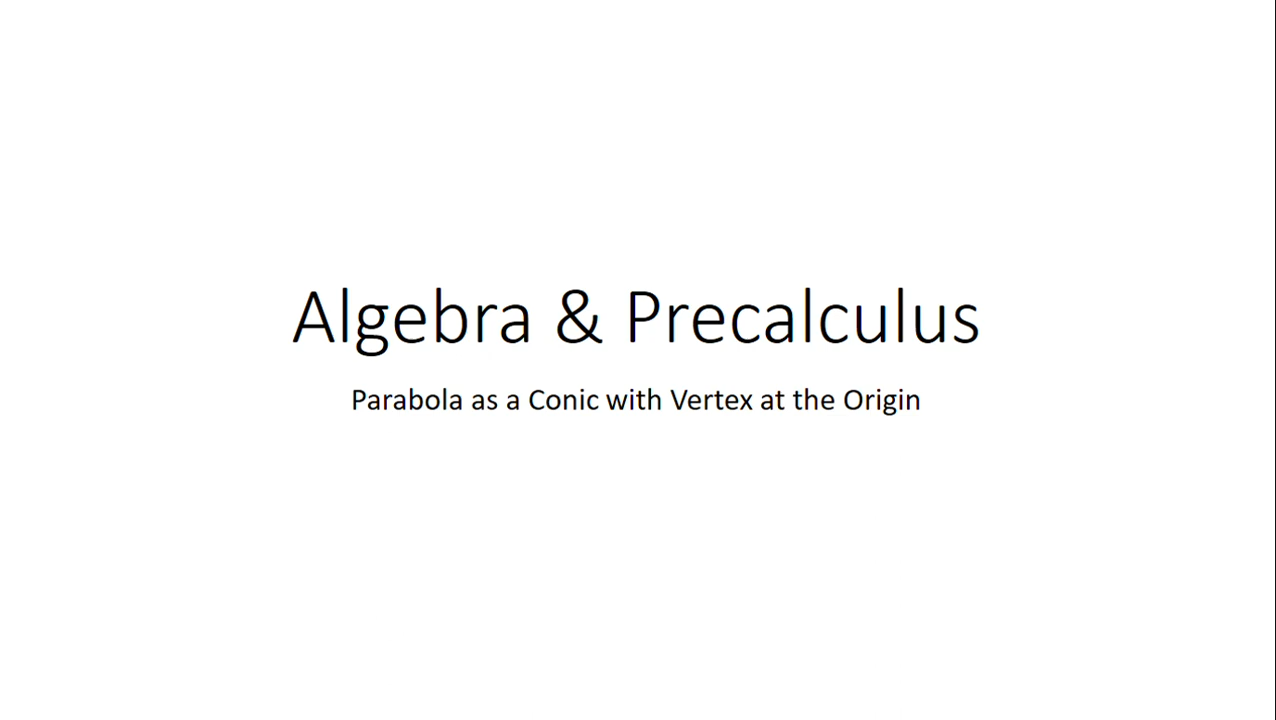 Algebra & Precalculus
Parabola as a Conic with Vertex at the Origin